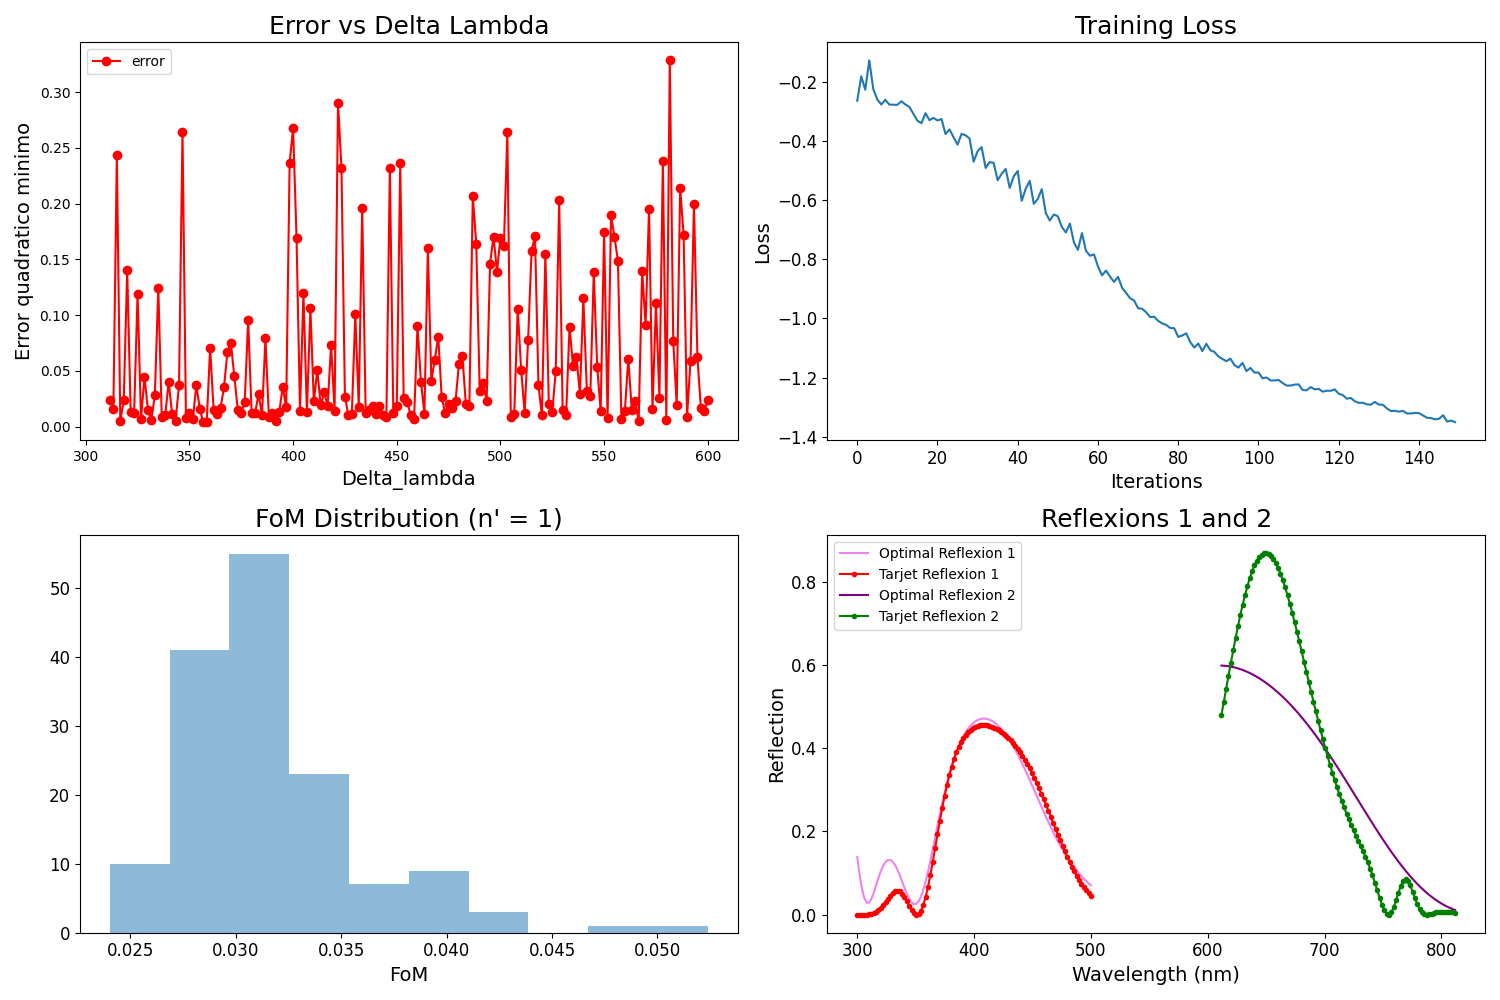 Error vs Delta Lambda
error
Error quadratico minimo
0.30
0.25
0.20
0.15
0.10
0.05
0.00
300 350 400 450 500 550 600
Delta_lambda
Training Loss
Loss
−0.2
−0.4
−0.6
−0.8
−1.0
−1.2
−1.4
0 20 40 60 80 100 120 140
Iterations
FoM Distribution (n' = 1)
50
40
30
20
10
0
0.025 0.030 0.035 0.040 0.045 0.050
FoM
Reflexions 1 and 2
Optimal Reflexion 1
Tarjet Reflexion 1
Optimal Reflexion 2
Tarjet Reflexion 2
Reflection
0.8
0.6
0.4
0.2
0.0
300 400 500 600 700 800
Wavelength (nm)